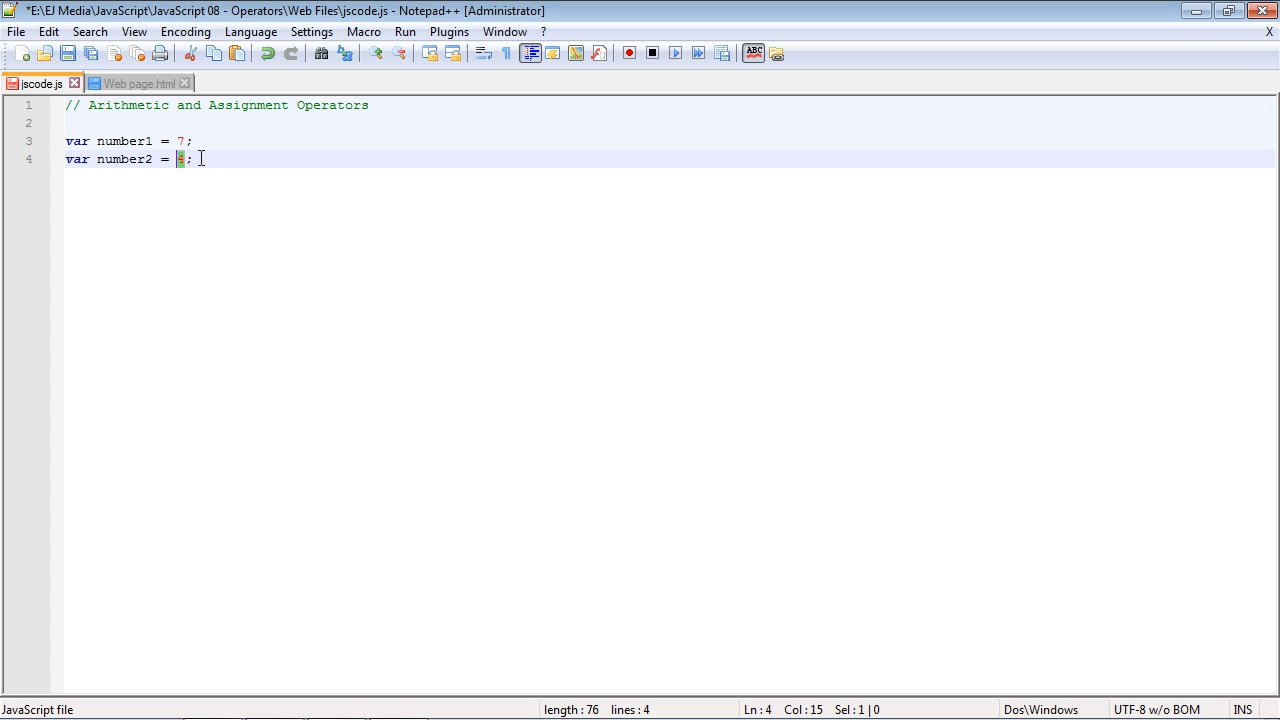 *E:\EJ Media\JavaScript\JavaScript 08 - Operators\Web Files\jscode.js - Notepad++ [Administrator]
File Edit Search View Encoding Language Settings Macro Run Plugins Window ? X
jscode.js Web page.html
1 // Arithmetic and Assignment Operators
2
3 var number1 = 7;
4 var number2 = 4;
JavaScript file length : 76 lines : 4 Ln : 4 Col : 15 Sel : 1 | 0 Dos\Windows UTF-8 w/o BOM INS